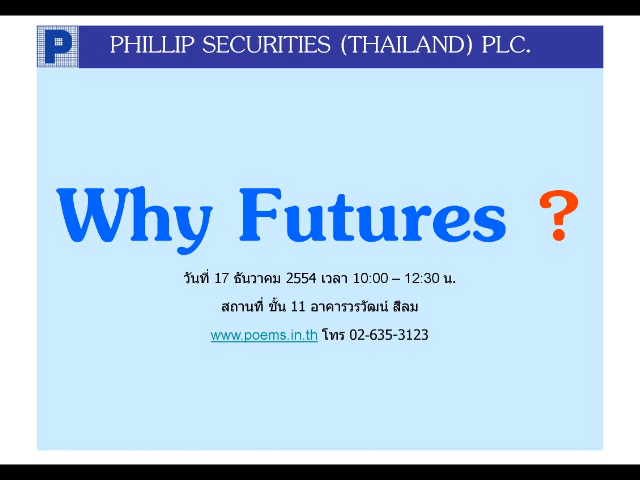 P
PHILLIP SECURITIES (THAILAND) PLC.
Why Futures ?
วันที่ 17 ธันวาคม 2554 เวลา 10:00 – 12:30 น.
สถานที่ ชั้น 11 อาคารวรวัฒน์ สีลม
www.poems.in.th โทร 02-635-3123